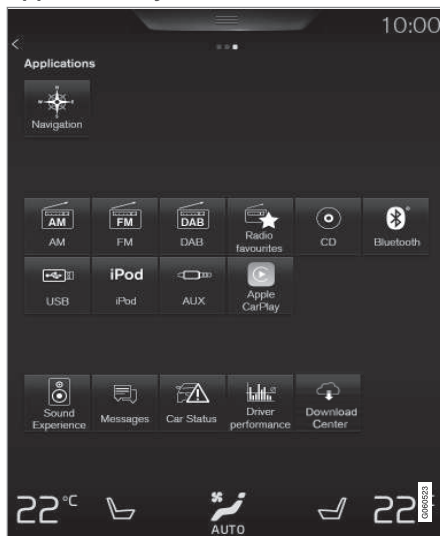 10:00
Applications
Navigation
AM FM DAB
AM FM DAB Radio favourites CD Bluetooth
iPod
USB iPod AUX Apple CarPlay
Sound Experience Messages Car Status Driver performance Download Center
22°C AUTO 22
G060523